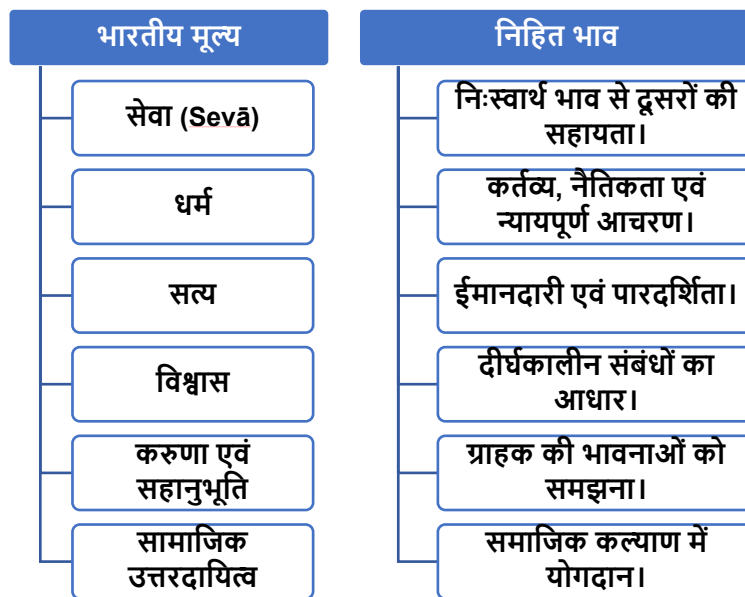 भारतीय मूल्य
सेवा (Sevā)
धर्म
सत्य
विश्वास
करुणा एवं
सहानुभूति
सामाजिक
उत्तरदायित्व
निहित भाव
निःस्वार्थ भाव से दूसरों की
सहायता।
कर्तव्य, नैतिकता एवं
न्यायपूर्ण आचरण।
ईमानदारी एवं पारदर्शिता।
दीर्घकालीन संबंधों का
आधार।
ग्राहक की भावनाओं को
समझना।
समाजिक कल्याण में
योगदान।